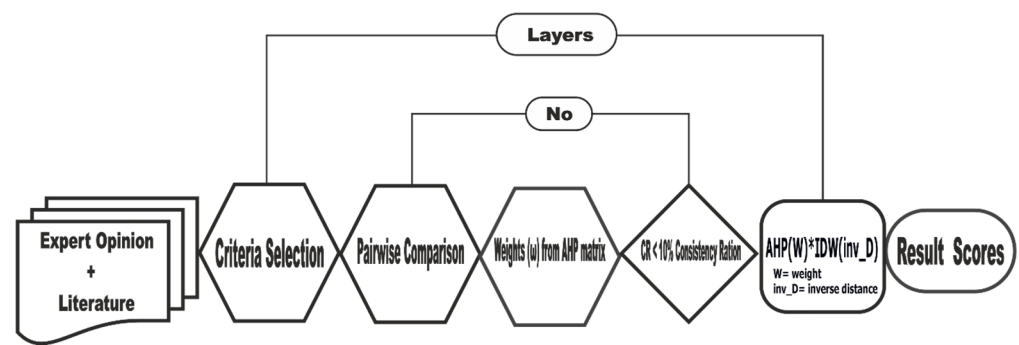 Layers
No
Expert Opinion
+
Literature
Criteria Selection
Pairwise Comparison
Weights (w) from AHP matrix
CR < 10% Consistency Ration
AHP(W)*IDW(inv_D)
W= weight
inv_D= inverse distance
Result Scores